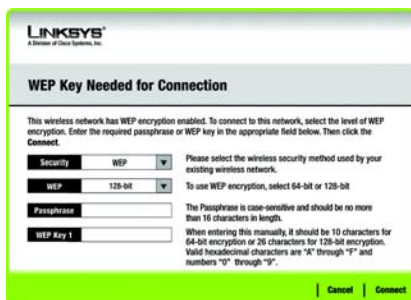 LINKSYS®
A Division of Cisco Systems, Inc.
WEP Key Needed for Connection
This wireless network has WEP encryption enabled. To connect to this network, select the level of WEP
encryption. Enter the required passphrase or WEP key in the appropriate field below. Then click the
Connect.
Security WEP
Please select the wireless security method used by your
existing wireless network.
WEP 128-bit
To use WEP encryption, select 64-bit or 128-bit
Passphrase
The Passphrase is case-sensitive and should be no more
than 16 characters in length.
WEP Key 1
When entering this manually, it should be 10 characters for
64-bit encryption or 26 characters for 128-bit encryption.
Valid hexadecimal characters are "A" through "F" and
numbers "0" through "9".
Cancel | Connect